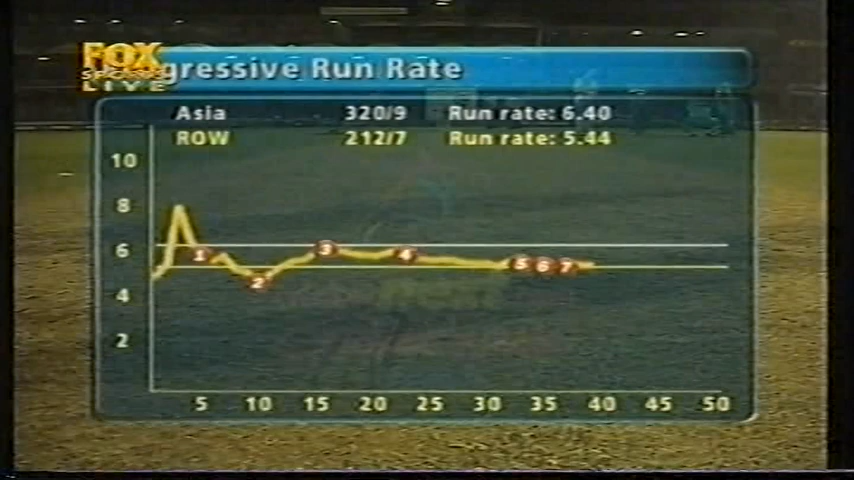 FOX
SPORTS
LIVE
gressive Run Rate
Asia 320/9 Run rate: 6.40
ROW 212/7 Run rate: 5.44
10
8
6
4
2
1 2 3 4 5 6 7
5 10 15 20 25 30 35 40 45 50